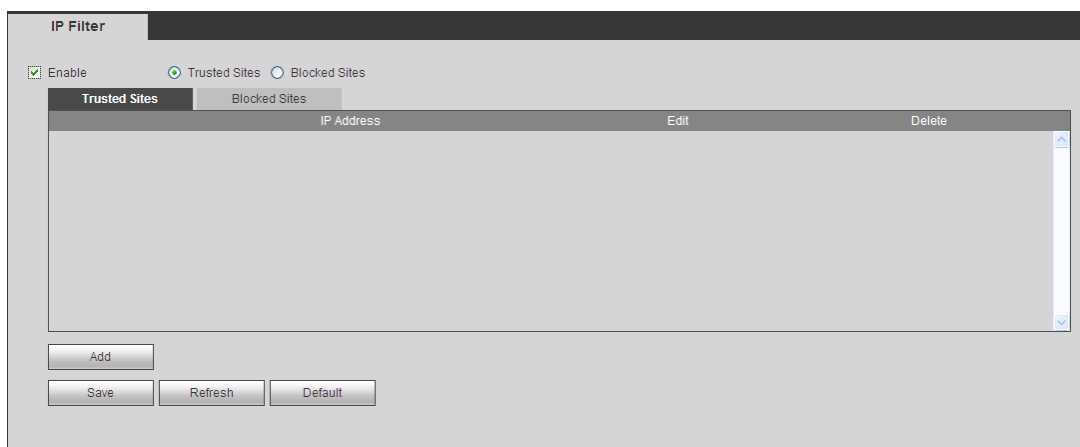 IP Filter
Enable Trusted Sites Blocked Sites
Trusted Sites Blocked Sites
IP Address Edit Delete
Add
Save Refresh Default